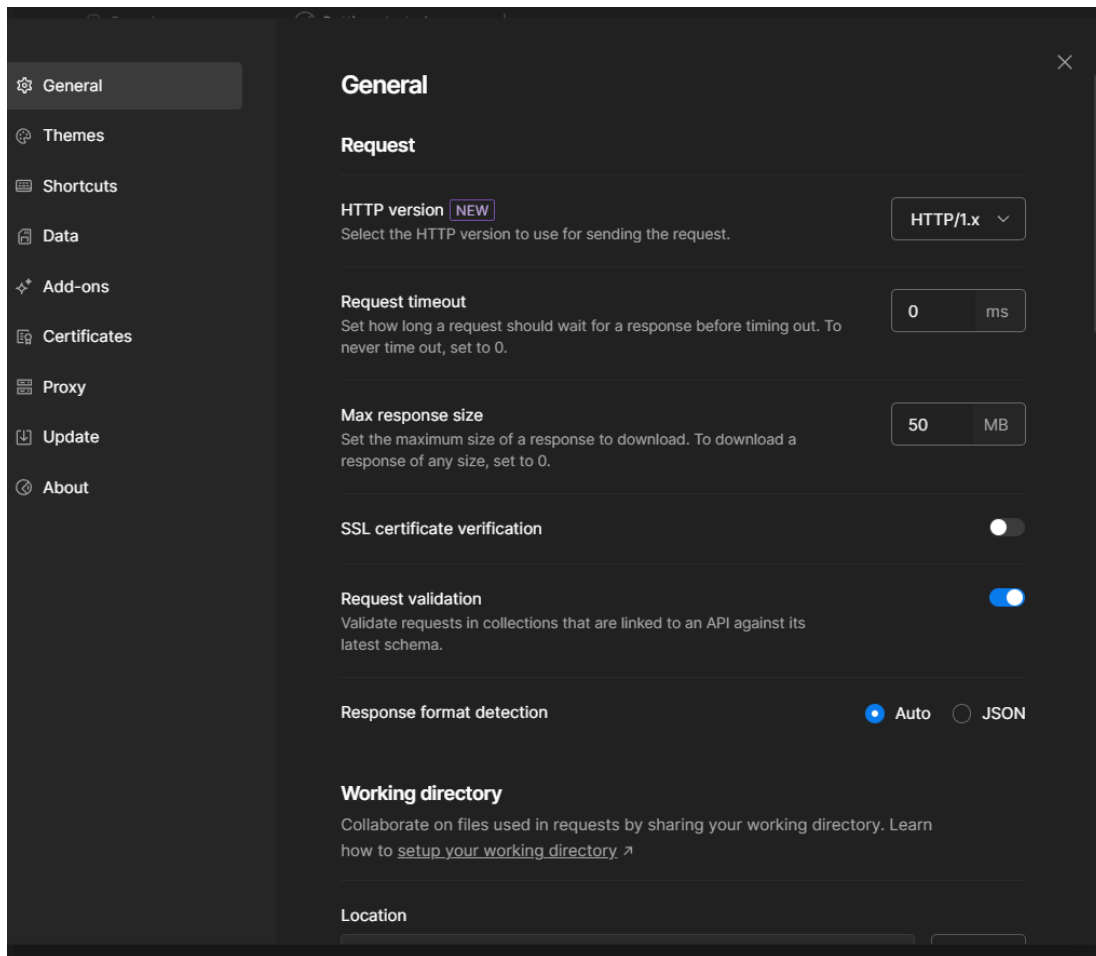 General
Themes
Shortcuts
Data
Add-ons
Certificates
Proxy
Update
About
General
Request
HTTP version NEW
Select the HTTP version to use for sending the request.
HTTP/1.x
Request timeout
Set how long a request should wait for a response before timing out. To
never time out, set to 0.
0 ms
Max response size
Set the maximum size of a response to download. To download a
response of any size, set to 0.
50 MB
SSL certificate verification
Request validation
Validate requests in collections that are linked to an API against its
latest schema.
Response format detection
Auto JSON
Working directory
Collaborate on files used in requests by sharing your working directory. Learn
how to setup your working directory ↗
Location